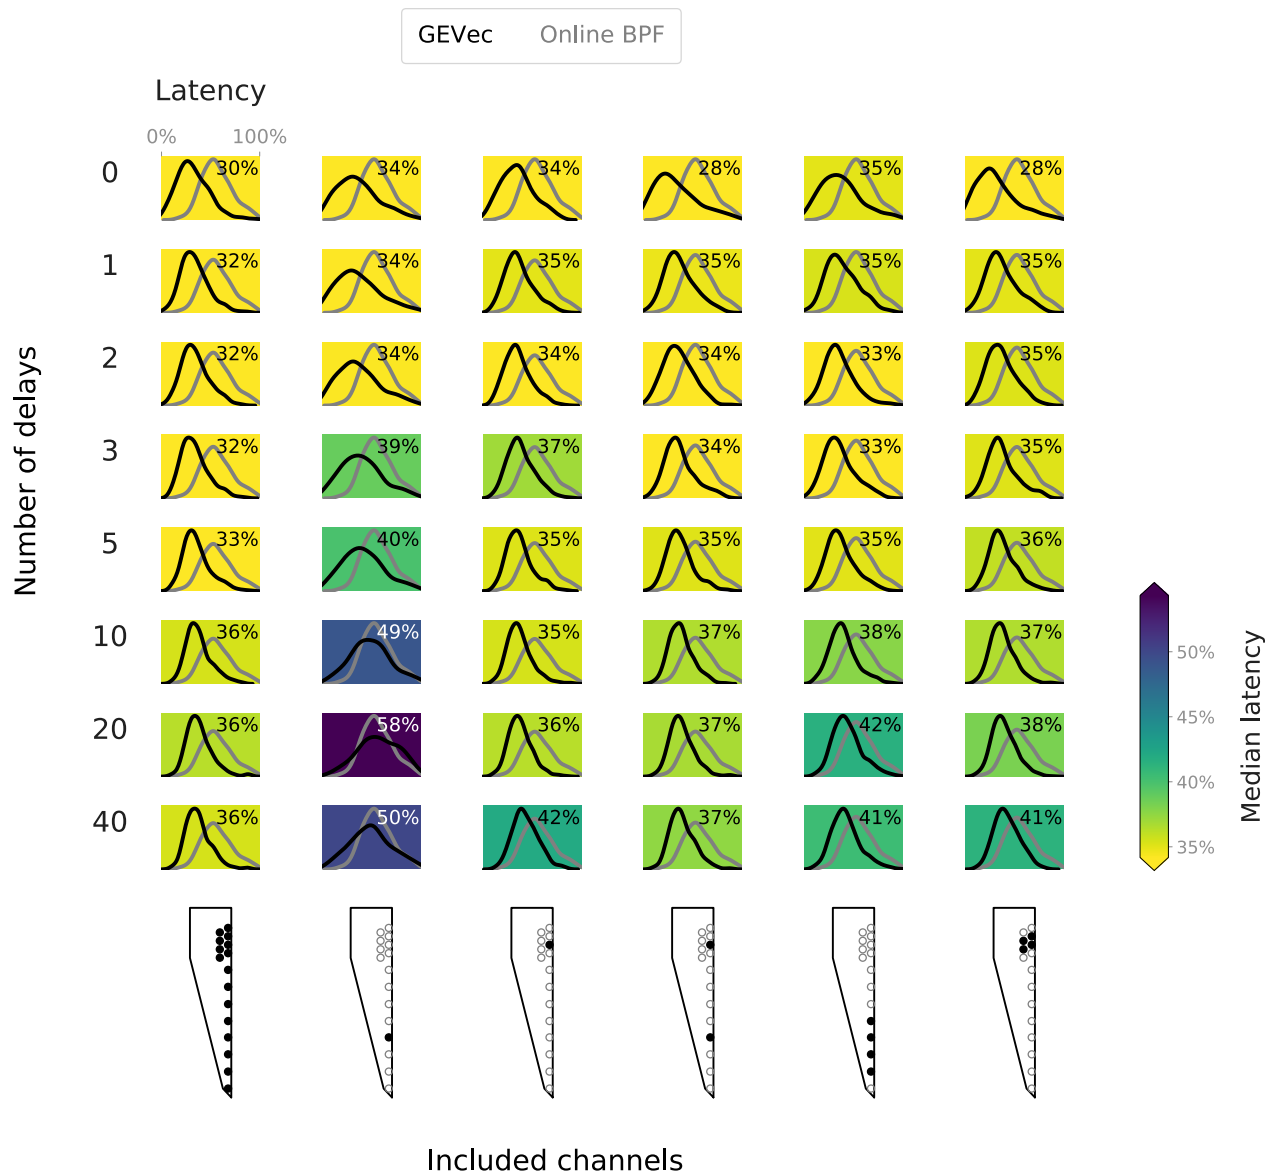 GEVec Online BPF
Latency
0% 100%
0 30% 34% 34% 28% 35% 28%
1 32% 34% 35% 35% 35% 35%
2 32% 34% 34% 34% 33% 35%
3 32% 39% 37% 34% 33% 35%
5 33% 40% 35% 35% 35% 36%
10 36% 49% 35% 37% 38% 37%
20 36% 58% 36% 37% 42% 38%
40 36% 50% 42% 37% 41% 41%
Number of delays
50%
45%
40%
35%
Median latency
Included channels